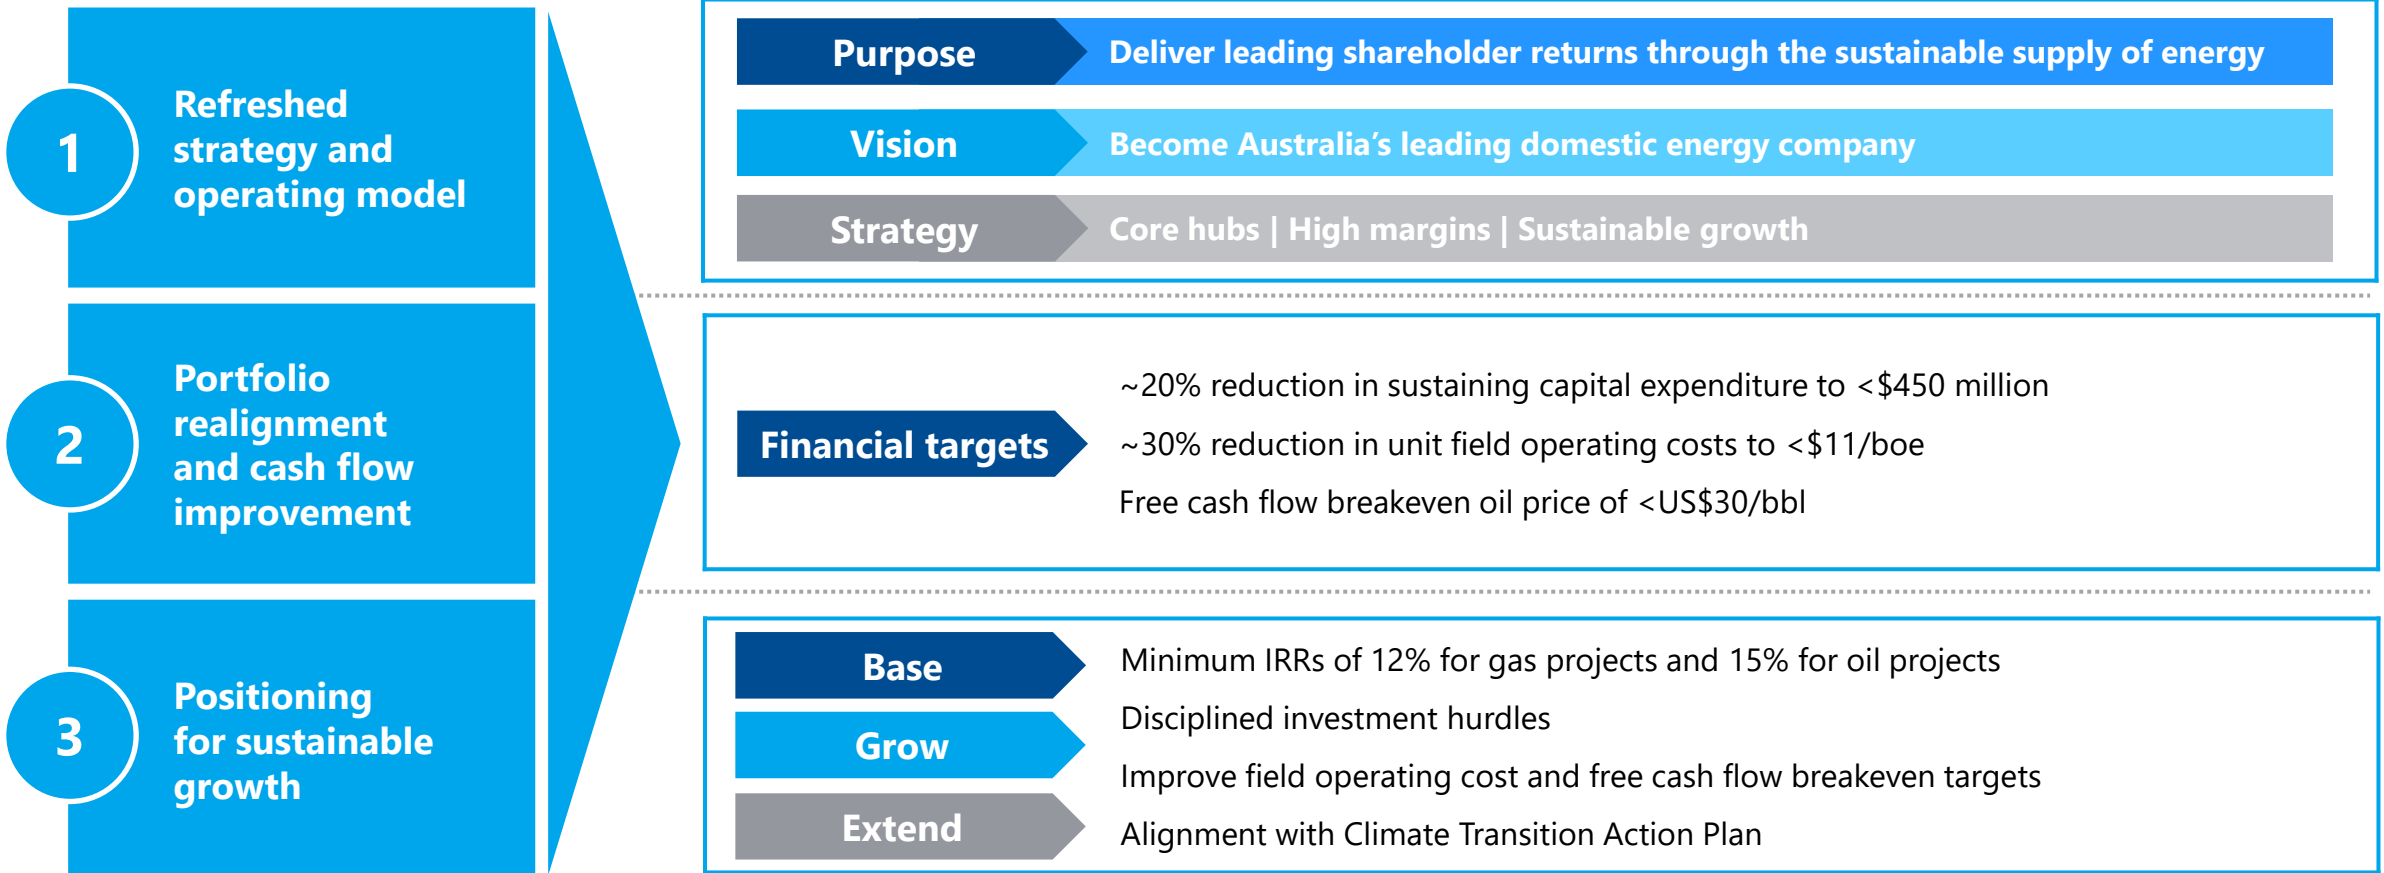 1
Refreshed
strategy and
operating model
Purpose
Deliver leading shareholder returns through the sustainable supply of energy
Vision
Become Australia’s leading domestic energy company
Strategy
Core hubs | High margins | Sustainable growth
2
Portfolio
realignment
and cash flow
improvement
Financial targets
~20% reduction in sustaining capital expenditure to <$450 million
~30% reduction in unit field operating costs to <$11/boe
Free cash flow breakeven oil price of <US$30/bbl
3
Positioning
for sustainable
growth
Base
Grow
Extend
Minimum IRRs of 12% for gas projects and 15% for oil projects
Disciplined investment hurdles
Improve field operating cost and free cash flow breakeven targets
Alignment with Climate Transition Action Plan